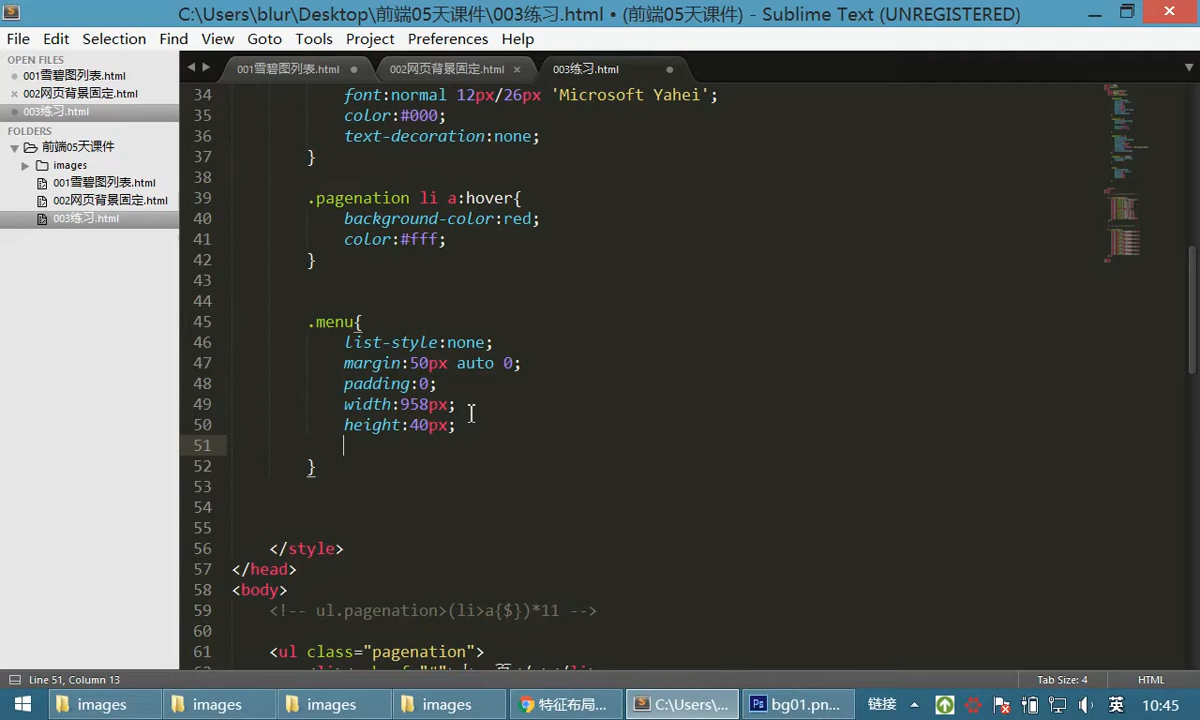 C:\Users\blur\Desktop\前端05天课件\003练习.html • (前端05天课件) - Sublime Text (UNREGISTERED)
File Edit Selection Find View Goto Tools Project Preferences Help
OPEN FILES
001雪碧图列表.html
002网页背景固定.html
003练习.html
FOLDERS
前端05天课件
images
001雪碧图列表.html
002网页背景固定.html
003练习.html
001雪碧图列表.html 002网页背景固定.html 003练习.html
34 font:normal 12px/26px 'Microsoft Yahei';
35 color:#000;
36 text-decoration:none;
37 }
38
39 .pagenation li a:hover{
40 background-color:red;
41 color:#fff;
42 }
43
44
45 .menu{
46 list-style:none;
47 margin:50px auto 0;
48 padding:0;
49 width:958px;
50 height:40px;
51
52 }
53
54
55
56 </style>
57 </head>
58 <body>
59 <!-- ul.pagenation>(li>a{$})*11 -->
60
61 <ul class="pagenation">
Line 51, Column 13 Tab Size: 4 HTML
images images images images 特征布局... C:\Users\... bg01.pn... 链接 英 10:45